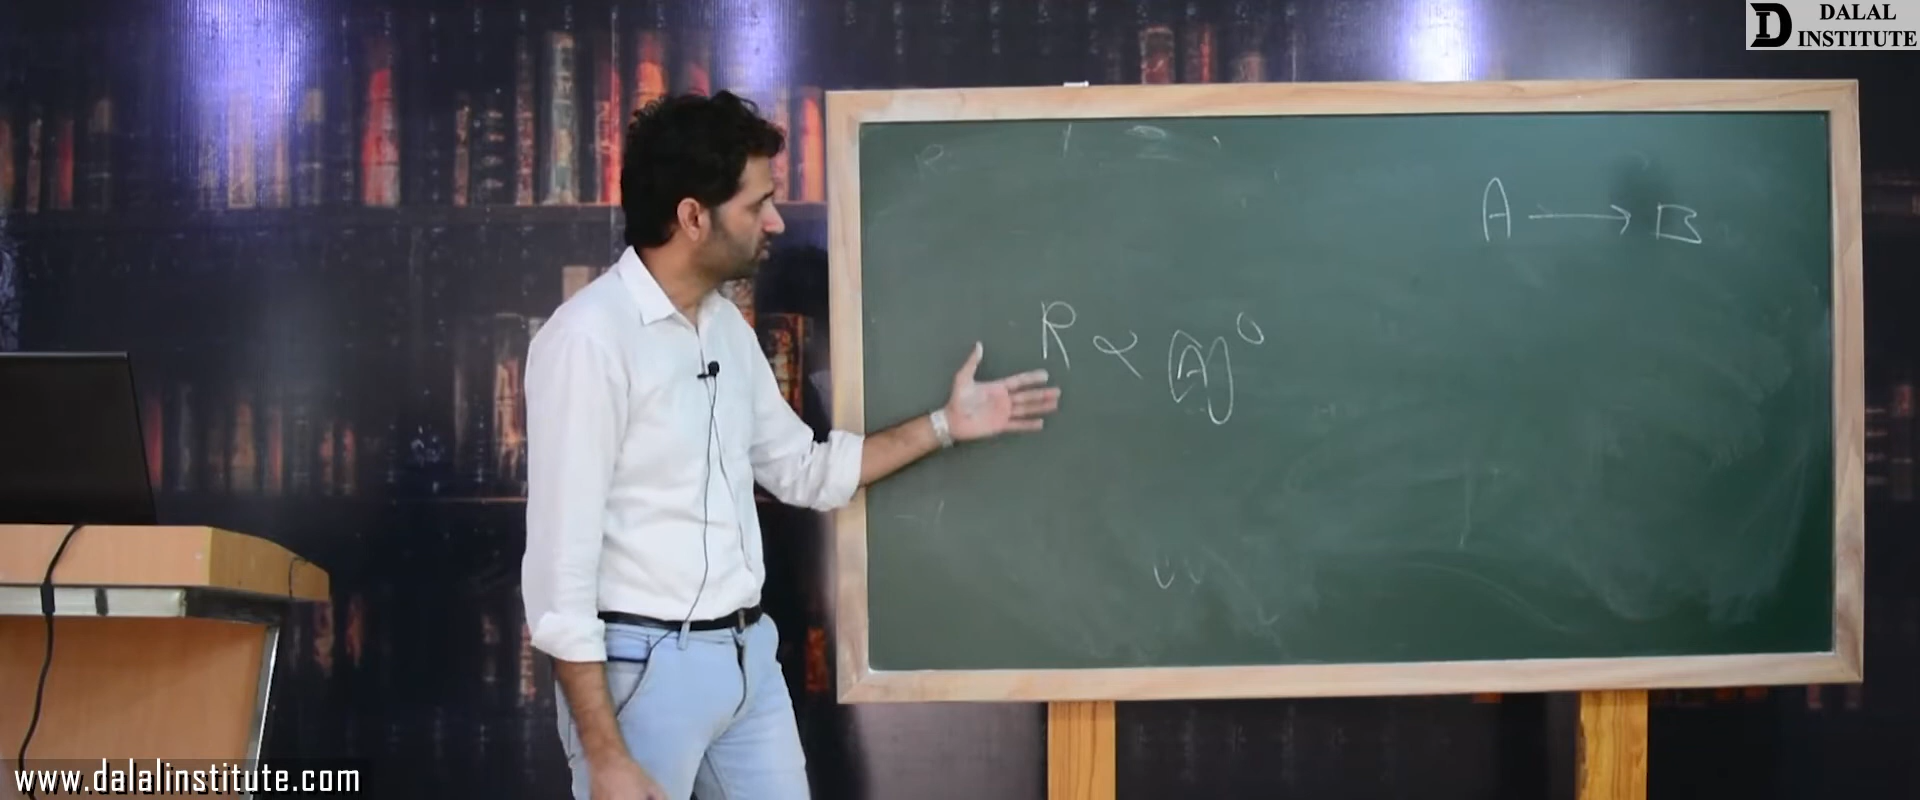 DALAL
INSTITUTE
A → B
R ∝ [A]⁰
www.dalalinstitute.com